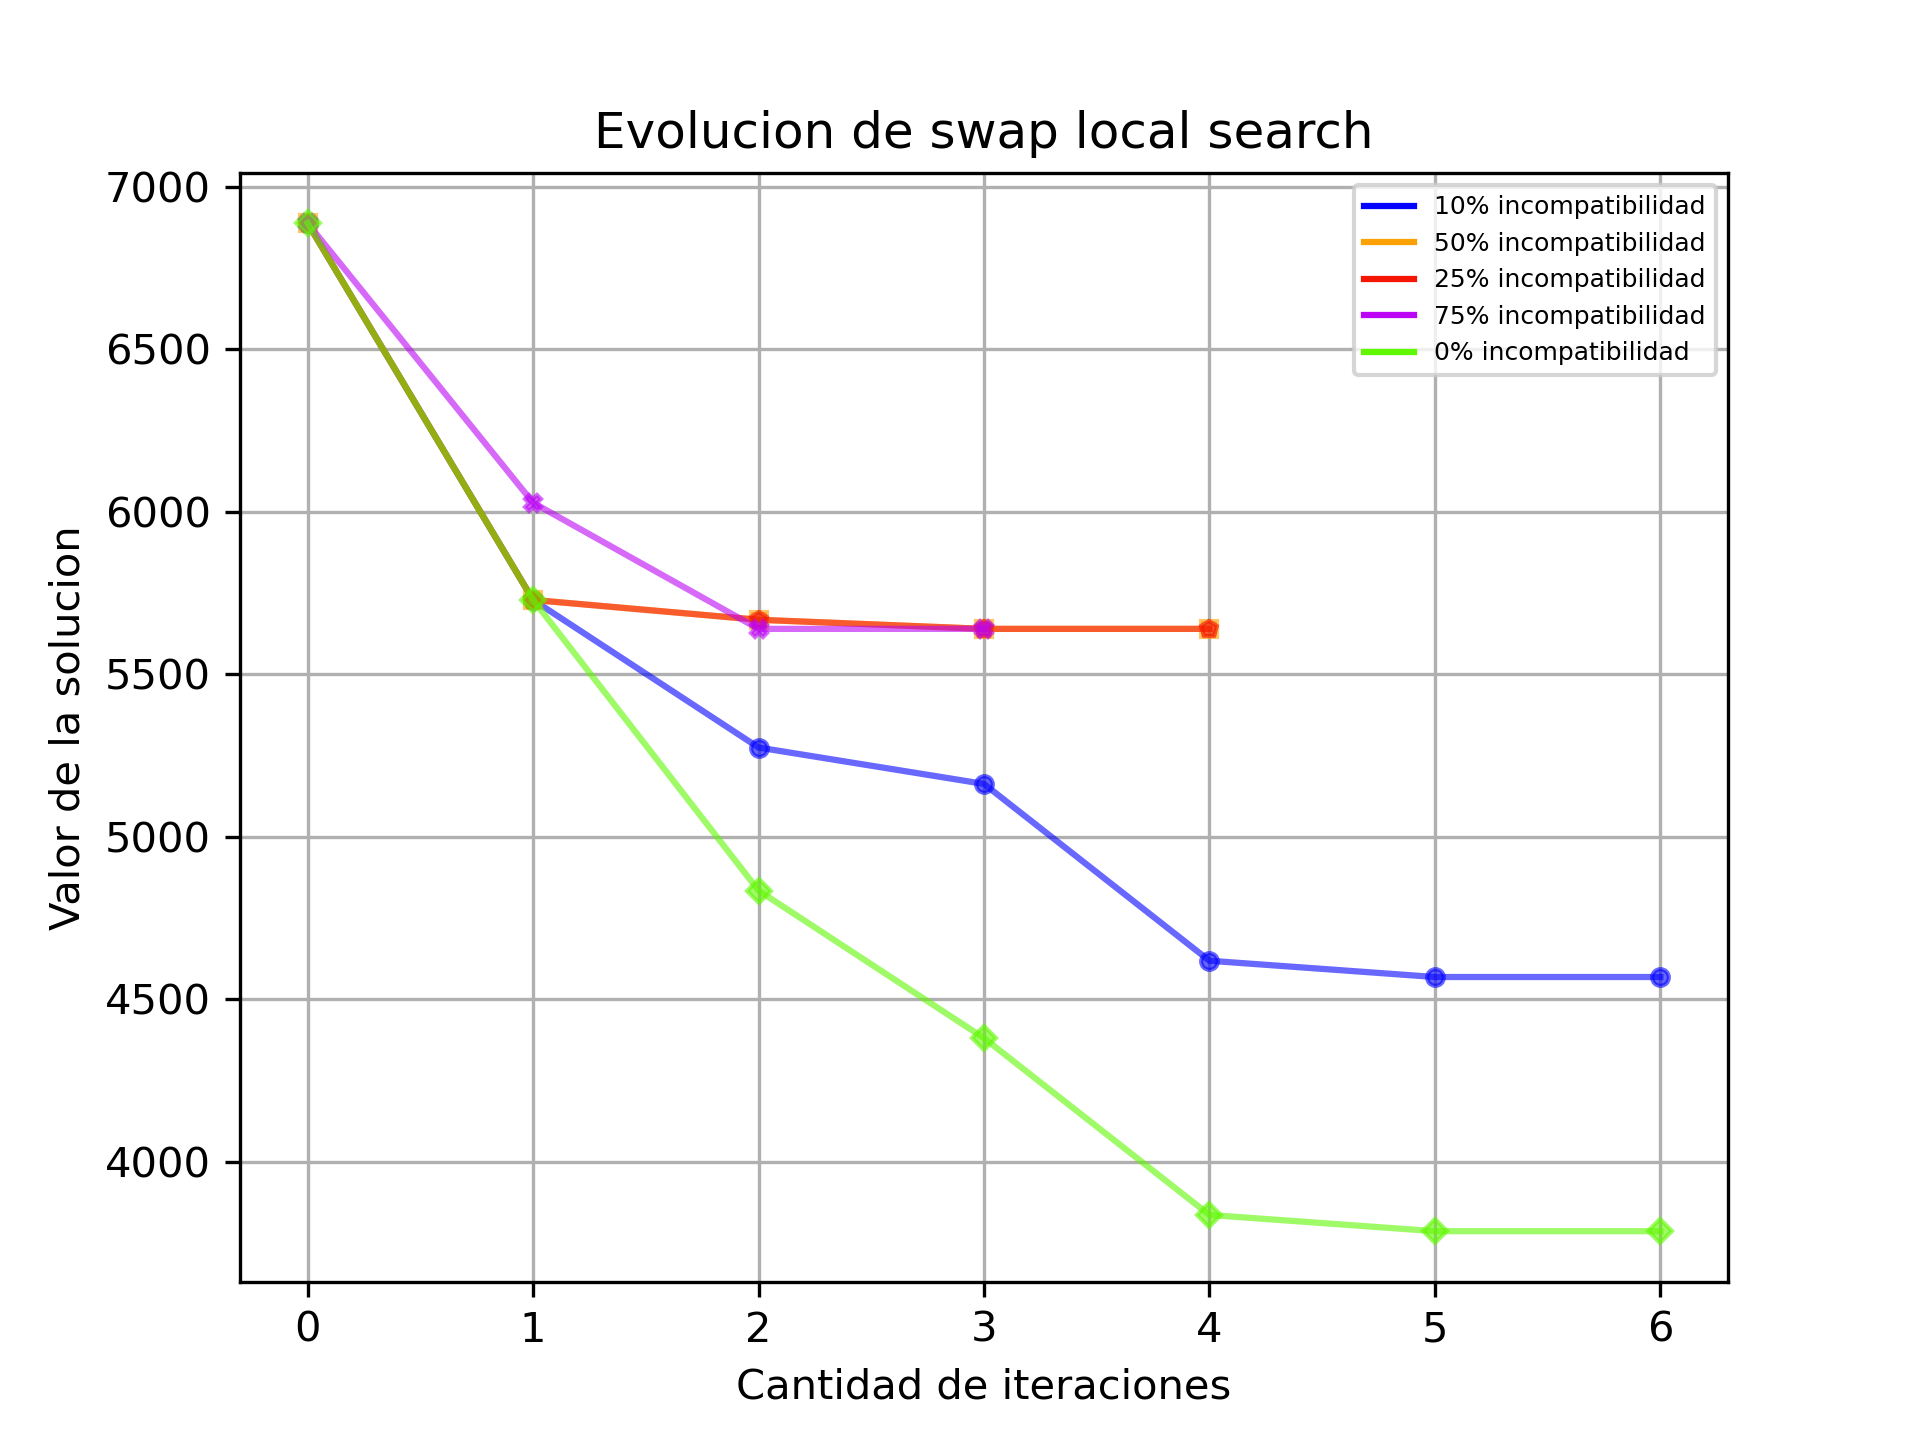 Evolucion de swap local search
7000
6500
6000
5500
5000
4500
4000
Valor de la solucion
10% incompatibilidad
50% incompatibilidad
25% incompatibilidad
75% incompatibilidad
0% incompatibilidad
0 1 2 3 4 5 6
Cantidad de iteraciones